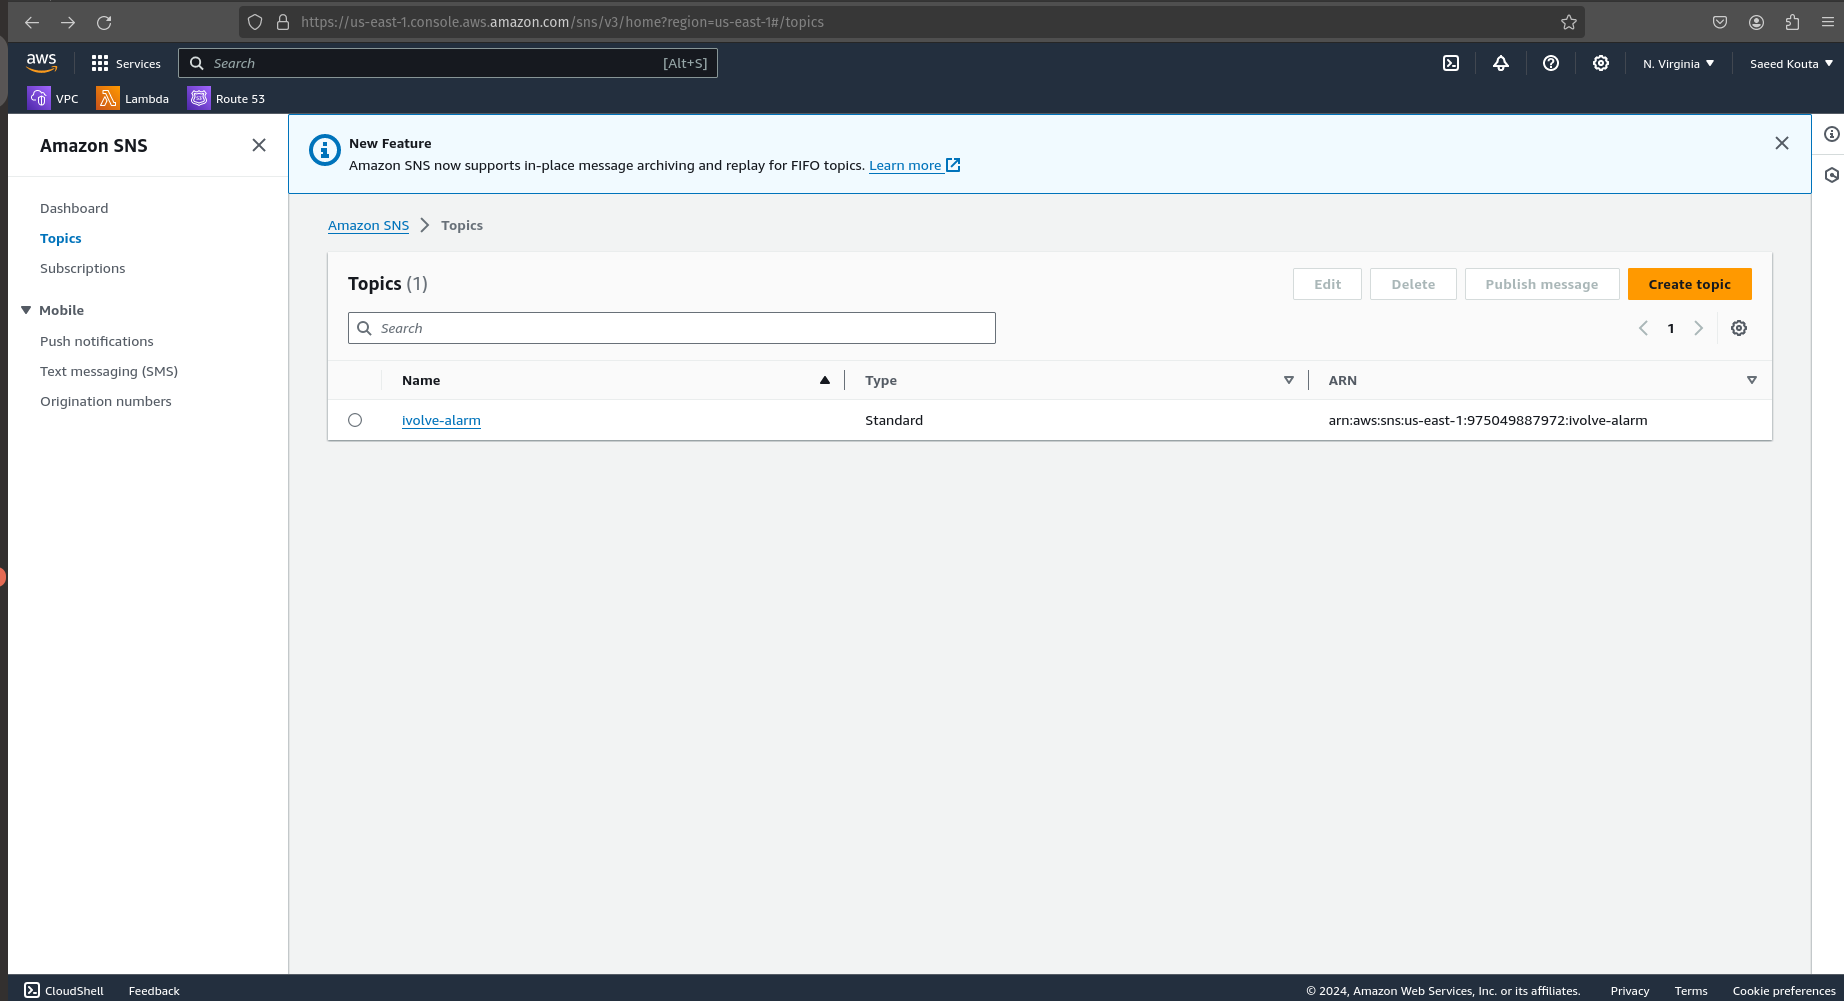 https://us-east-1.console.aws.amazon.com/sns/v3/home?region=us-east-1#/topics
aws Services Search [Alt+S] N. Virginia Saeed Kouta
VPC Lambda Route 53
Amazon SNS
Dashboard
Topics
Subscriptions
Mobile
Push notifications
Text messaging (SMS)
Origination numbers
New Feature
Amazon SNS now supports in-place message archiving and replay for FIFO topics. Learn more
Amazon SNS Topics
Topics (1) Edit Delete Publish message Create topic
Search 1
Name Type ARN
ivolve-alarm Standard arn:aws:sns:us-east-1:975049887972:ivolve-alarm
CloudShell Feedback © 2024, Amazon Web Services, Inc. or its affiliates. Privacy Terms Cookie preferences